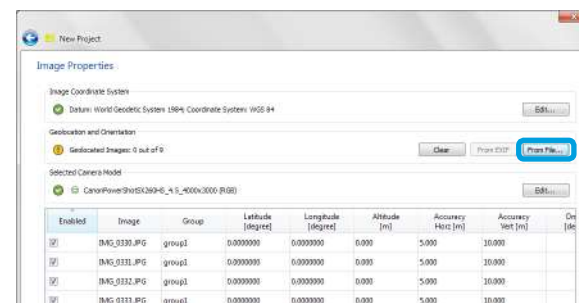 New Project
Image Properties
Image Coordinate System
Datum: World Geodetic System 1984; Coordinate System: WGS 84
Edit...
Geolocation and Orientation
Geolocated Images: 0 out of 9
Clear
From EXIF
From File...
Selected Camera Model
CanonPowerShotSX260HS_4.5_4000x3000 (RGB)
Edit...
Enabled Image Group Latitude [degree] Longitude [degree] Altitude [m] Accuracy Horz [m] Accuracy Vert [m]
IMG_0330.JPG group1 0.0000000 0.0000000 0.000 5.000 10.000
IMG_0331.JPG group1 0.0000000 0.0000000 0.000 5.000 10.000
IMG_0332.JPG group1 0.0000000 0.0000000 0.000 5.000 10.000
IMG_0333.JPG group1 0.0000000 0.0000000 0.000 5.000 10.000